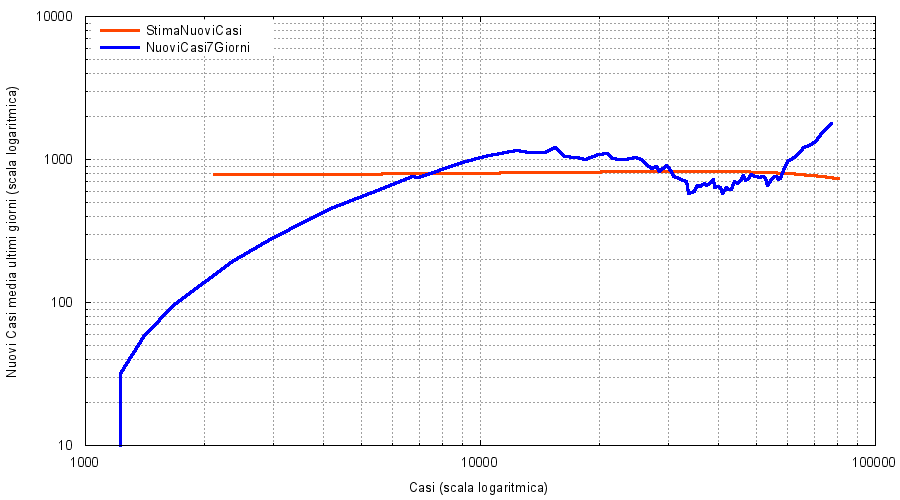 10000
StimaNuoviCasi
NuoviCasi7Giorni
1000
100
10
1000
10000
100000
Nuovi Casi media ultimi giorni (scala logaritmica)
Casi (scala logaritmica)